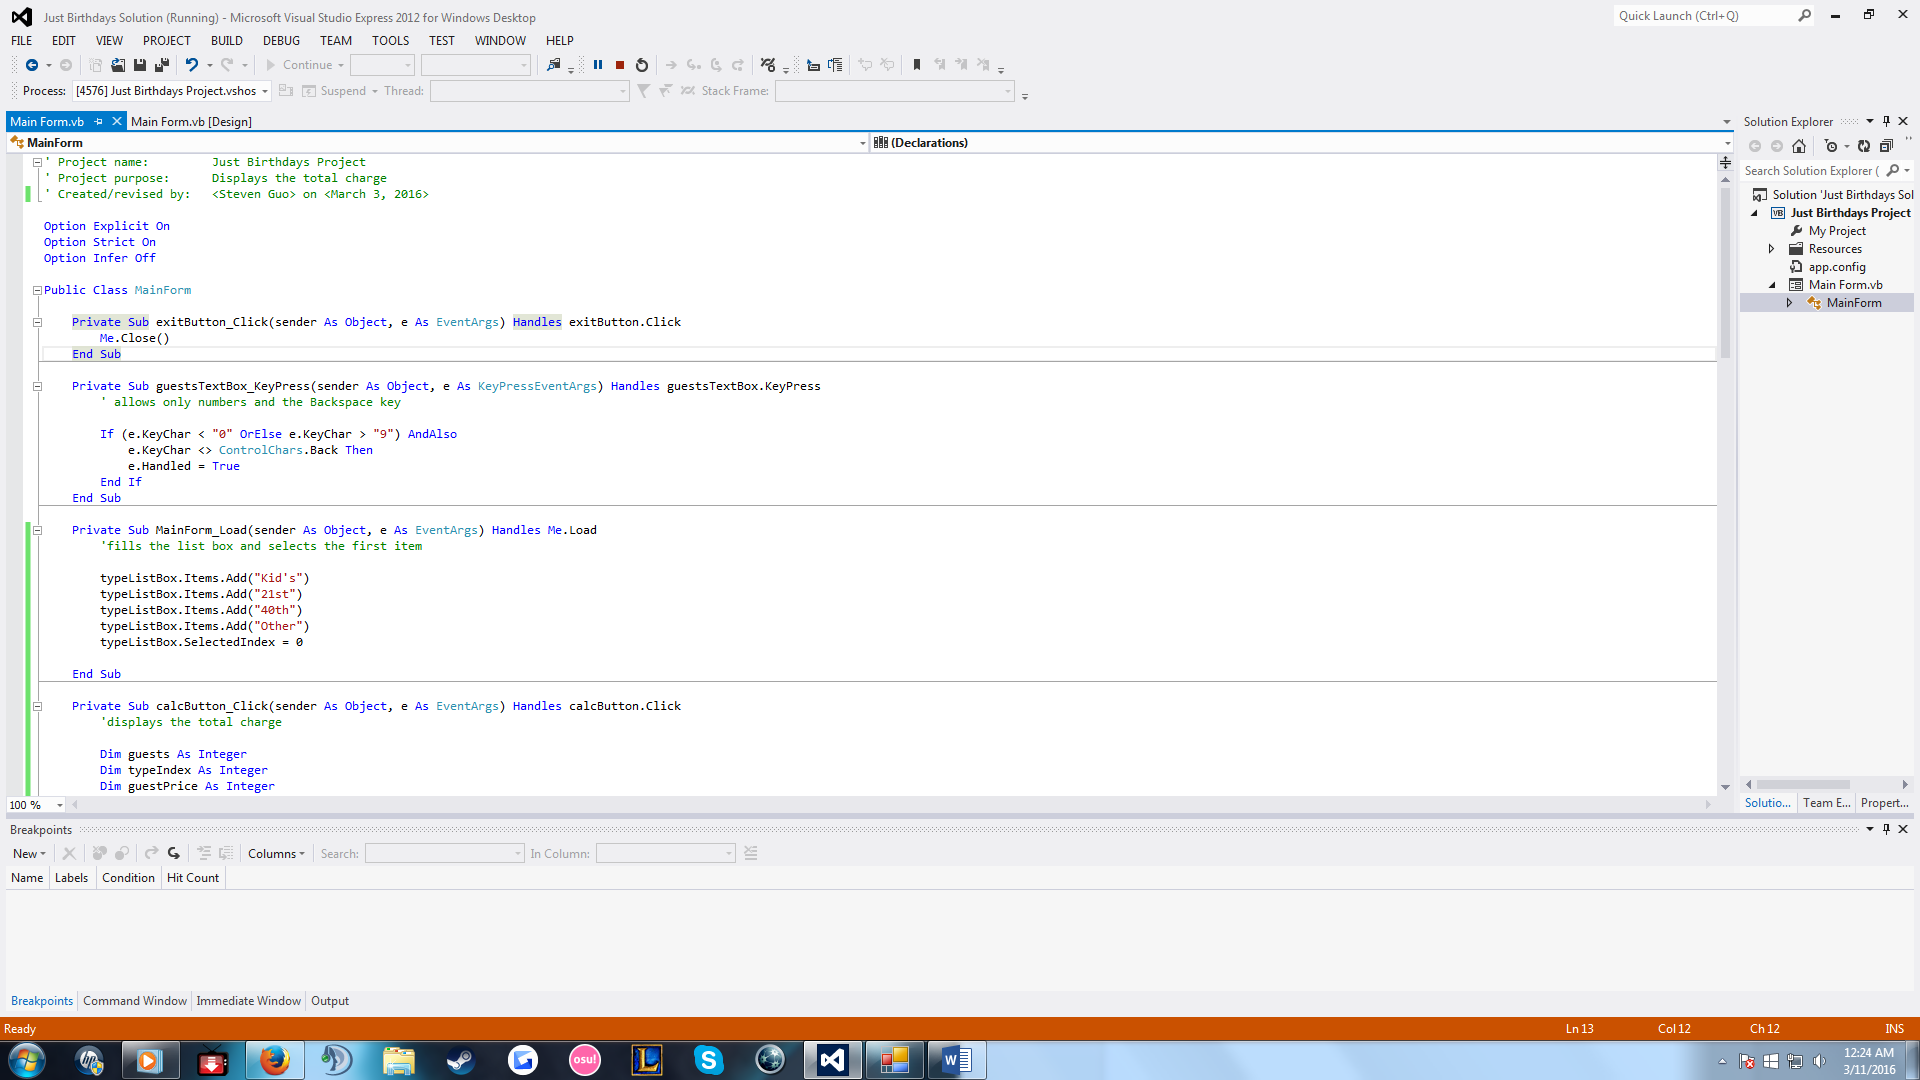 Just Birthdays Solution (Running) - Microsoft Visual Studio Express 2012 for Windows Desktop
Quick Launch (Ctrl+Q)
FILE EDIT VIEW PROJECT BUILD DEBUG TEAM TOOLS TEST WINDOW HELP
Continue
Process: [4576] Just Birthdays Project.vshos Suspend Thread: Stack Frame:
Main Form.vb Main Form.vb [Design]
MainForm (Declarations)
' Project name: Just Birthdays Project
' Project purpose: Displays the total charge
' Created/revised by: <Steven Guo> on <March 3, 2016>
Option Explicit On
Option Strict On
Option Infer Off
Public Class MainForm
Private Sub exitButton_Click(sender As Object, e As EventArgs) Handles exitButton.Click
Me.Close()
End Sub
Private Sub guestsTextBox_KeyPress(sender As Object, e As KeyPressEventArgs) Handles guestsTextBox.KeyPress
' allows only numbers and the Backspace key
If (e.KeyChar < "0" OrElse e.KeyChar > "9") AndAlso
e.KeyChar <> ControlChars.Back Then
e.Handled = True
End If
End Sub
Private Sub MainForm_Load(sender As Object, e As EventArgs) Handles Me.Load
'fills the list box and selects the first item
typeListBox.Items.Add("Kid's")
typeListBox.Items.Add("21st")
typeListBox.Items.Add("40th")
typeListBox.Items.Add("Other")
typeListBox.SelectedIndex = 0
End Sub
Private Sub calcButton_Click(sender As Object, e As EventArgs) Handles calcButton.Click
'displays the total charge
Dim guests As Integer
Dim typeIndex As Integer
Dim guestPrice As Integer
100 %
Solution Explorer
Search Solution Explorer (
Solution 'Just Birthdays Sol
VB Just Birthdays Project
My Project
Resources
app.config
Main Form.vb
MainForm
Solutio... Team E... Propert...
Breakpoints
New Columns Search: In Column:
Name Labels Condition Hit Count
Breakpoints Command Window Immediate Window Output
Ready Ln 13 Col 12 Ch 12 INS
hp
osu!
L
S
W
12:24 AM
3/11/2016